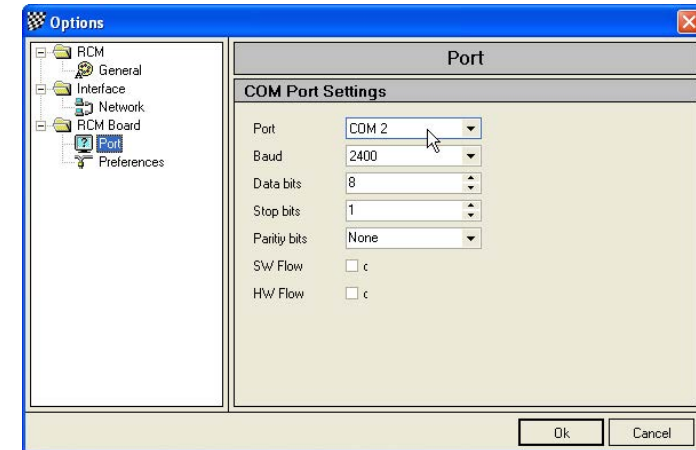 Options
RCM
General
Interface
Network
RCM Board
Port
Preferences
Port
COM Port Settings
Port COM 2
Baud 2400
Data bits 8
Stop bits 1
Paritiy bits None
SW Flow c
HW Flow c
Ok Cancel